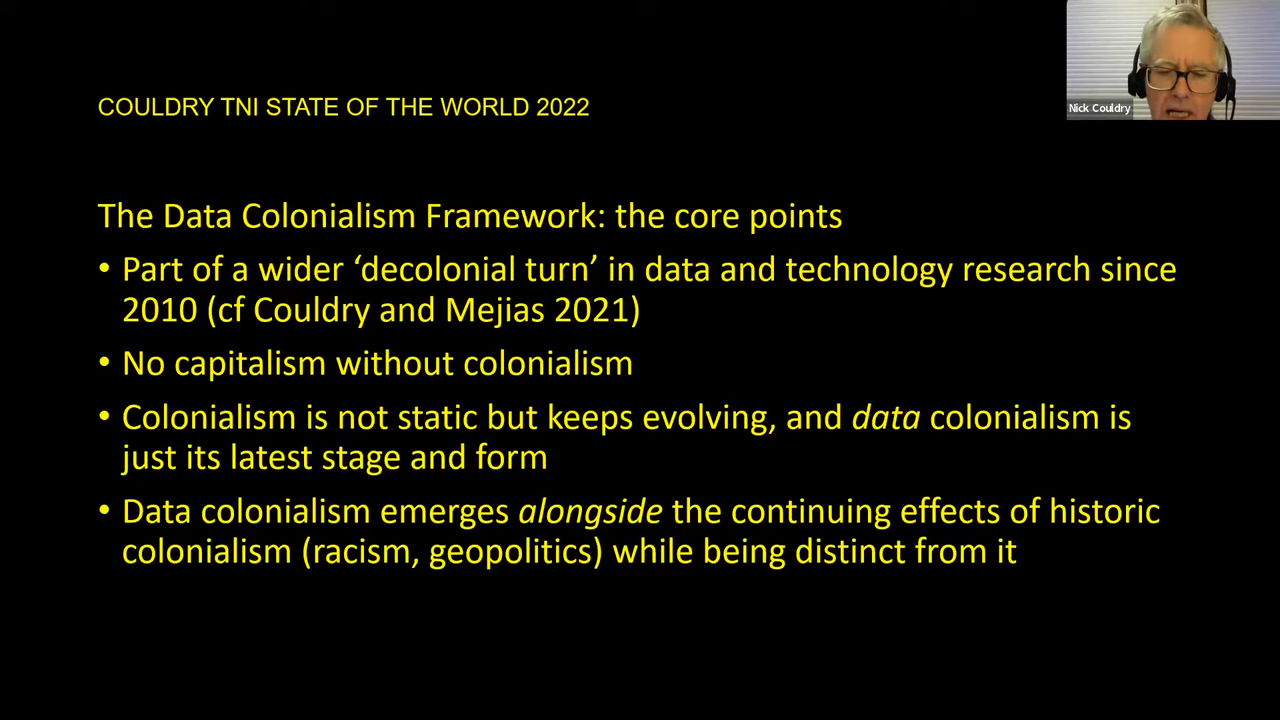 Nick Couldry
COULDRY TNI STATE OF THE WORLD 2022
The Data Colonialism Framework: the core points
• Part of a wider ‘decolonial turn’ in data and technology research since
2010 (cf Couldry and Mejias 2021)
• No capitalism without colonialism
• Colonialism is not static but keeps evolving, and data colonialism is
just its latest stage and form
• Data colonialism emerges alongside the continuing effects of historic
colonialism (racism, geopolitics) while being distinct from it